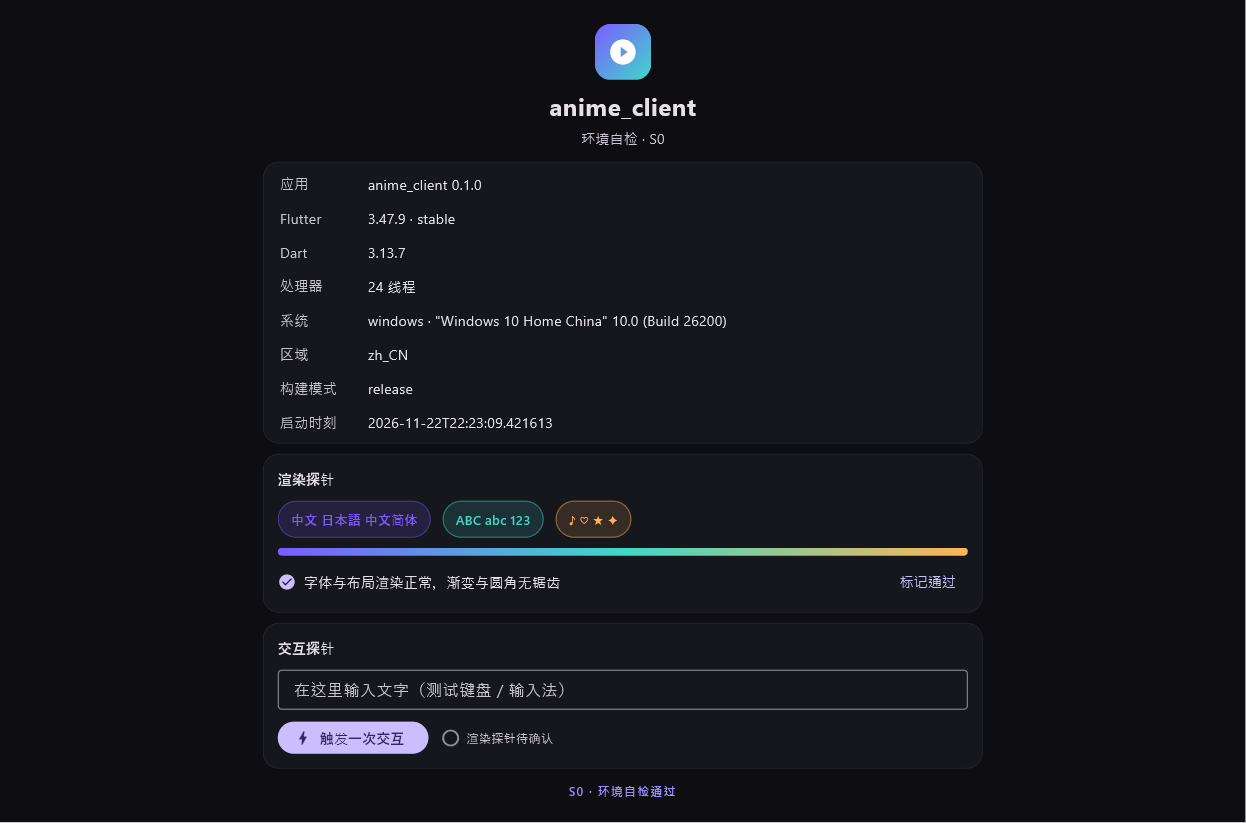 anime_client
环境自检 · S0
应用 anime_client 0.1.0
Flutter 3.47.9 · stable
Dart 3.13.7
处理器 24 线程
系统 windows · "Windows 10 Home China" 10.0 (Build 26200)
区域 zh_CN
构建模式 release
启动时刻 2026-11-22T22:23:09.421613
渲染探针
中文 日本語 中文简体 ABC abc 123 ♪ ♡ ★ ✦
字体与布局渲染正常，渐变与圆角无锯齿 标记通过
交互探针
在这里输入文字（测试键盘 / 输入法）
触发一次交互 渲染探针待确认
S0 · 环境自检通过